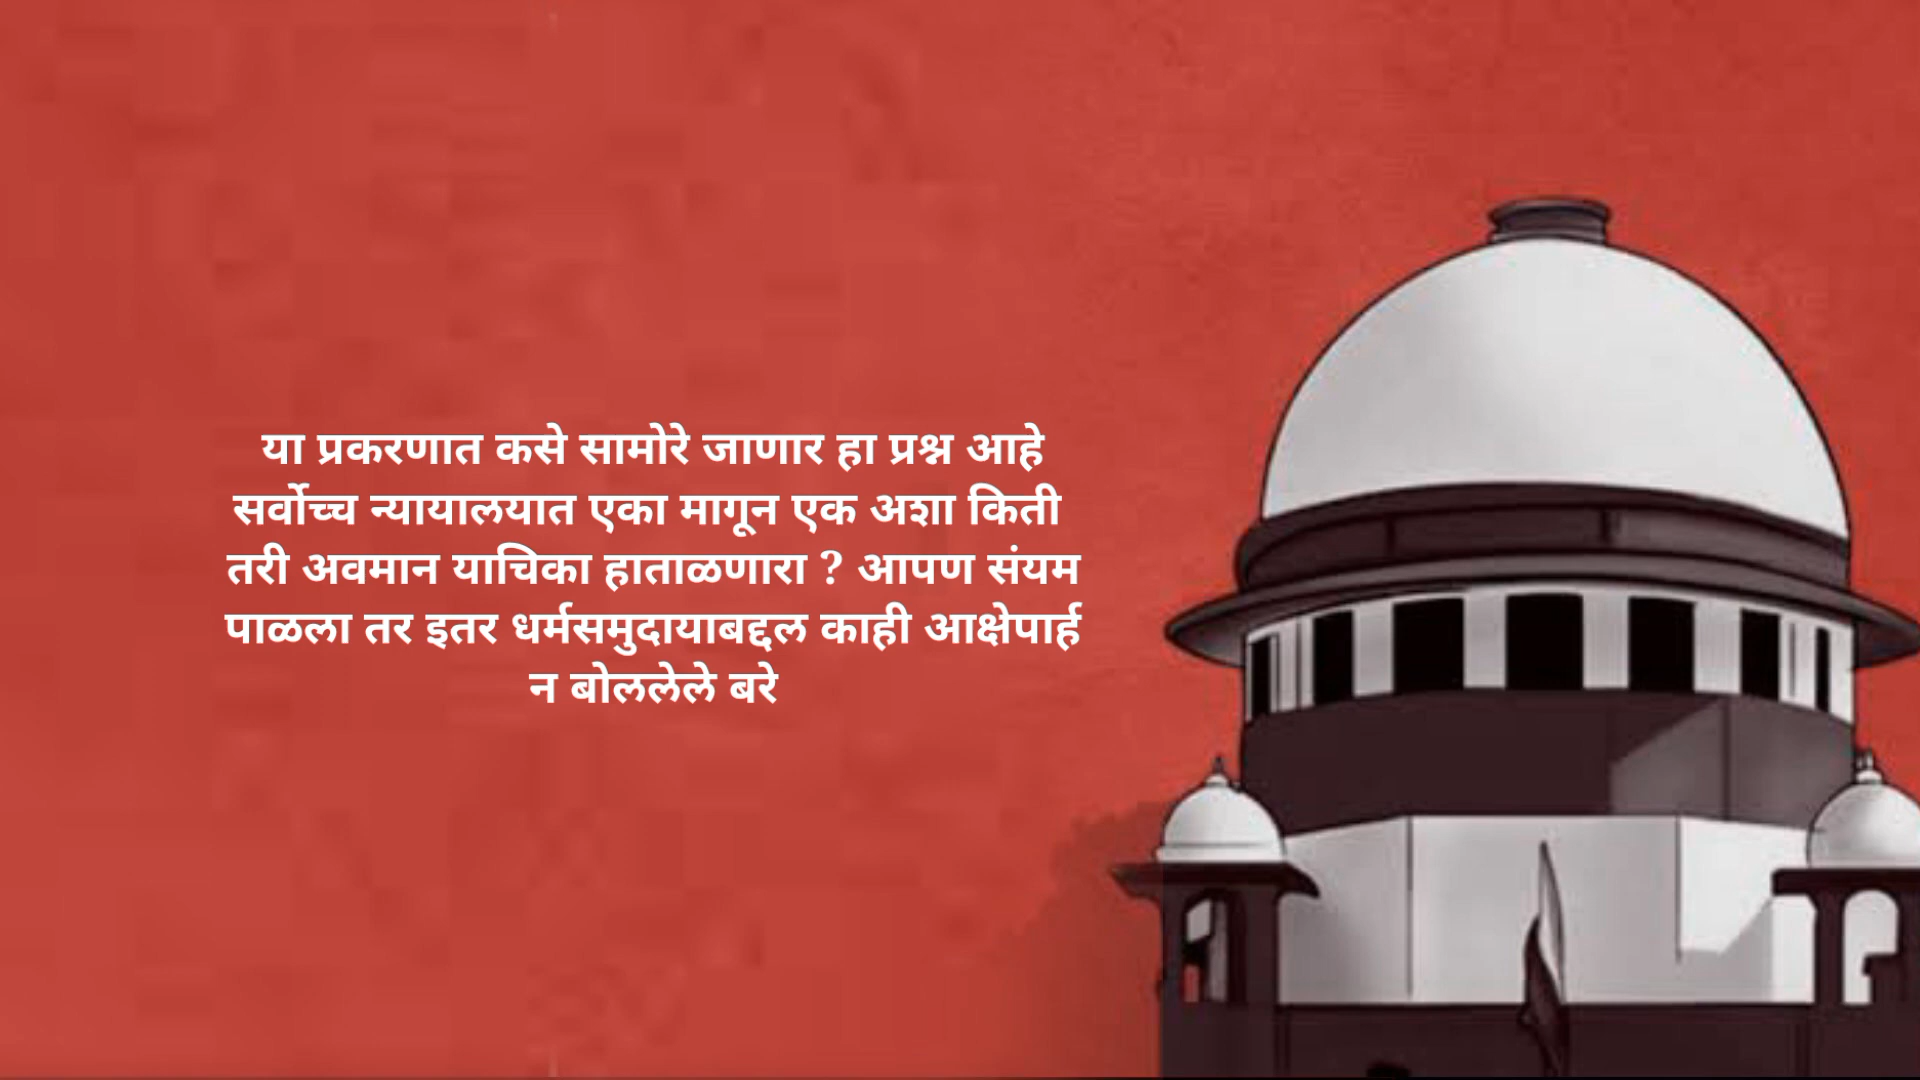 या प्रकरणात कसे सामोरे जाणार हा प्रश्न आहे
सर्वोच्च न्यायालयात एका मागून एक अशा किती
तरी अवमान याचिका हाताळणारा ? आपण संयम
पाळला तर इतर धर्मसमुदायाबद्दल काही आक्षेपार्ह
न बोललेले बरे